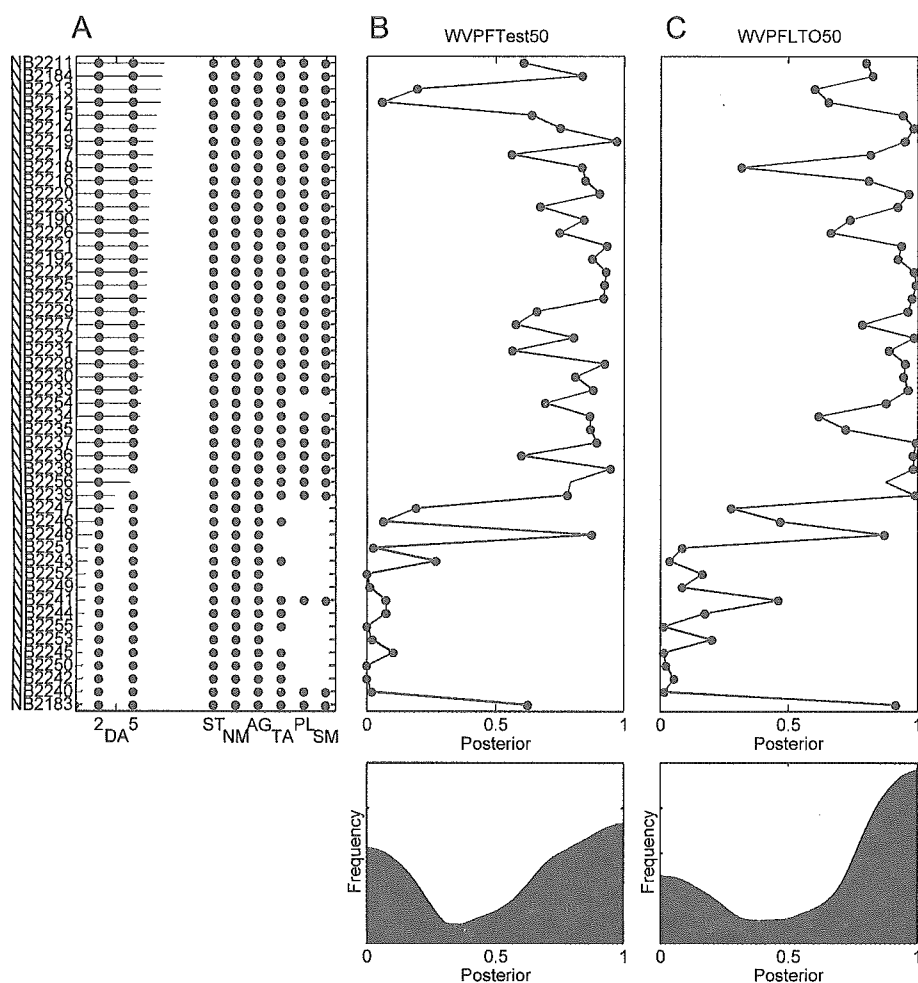 A
B
C
WVPFTest50
WVPFLTO50
NB2211
NB2184
NB2213
NB2212
NB2215
NB2214
NB2219
NB2217
NB2218
NB2216
NB2220
NB2223
NB2190
NB2226
NB2221
NB2192
NB2222
NB2225
NB2224
NB2229
NB2227
NB2232
NB2231
NB2228
NB2230
NB2233
NB2254
NB2234
NB2235
NB2237
NB2236
NB2238
NB2256
NB2239
NB2247
NB2246
NB2248
NB2251
NB2243
NB2252
NB2249
NB2241
NB2244
NB2255
NB2253
NB2245
NB2250
NB2242
NB2240
NB2183
2 DA 5 ST NM AG TA PL SM
0 0.5 1
Posterior
0 0.5 1
Posterior
Frequency
0 0.5 1
Posterior
Frequency
0 0.5 1
Posterior